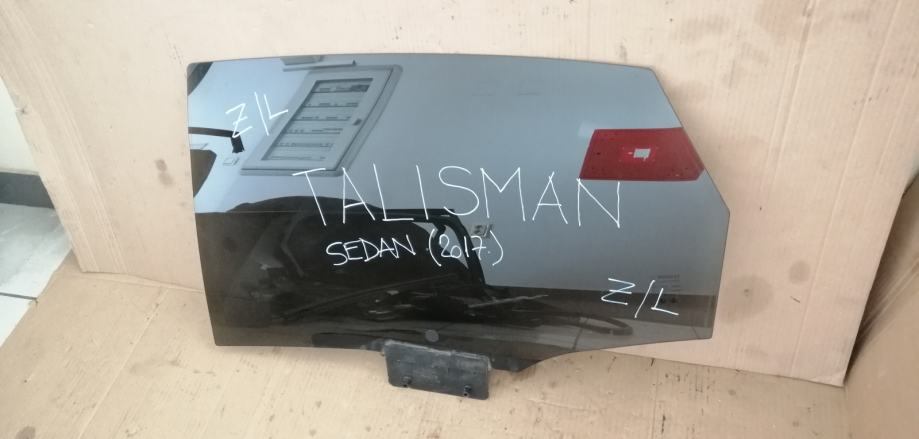 Z/L
TALISMAN
SEDAN (2017.)
Z/L